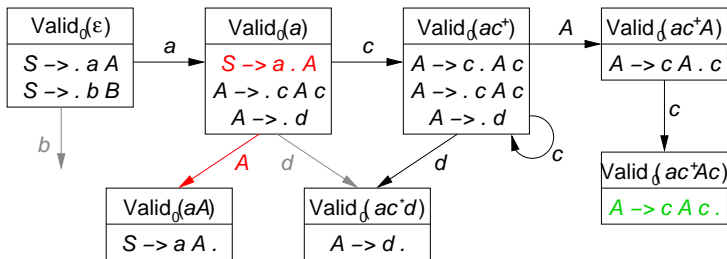 Valid₀(ε)
S -> . a A
S -> . b B
a
Valid₀(a)
S -> a . A
A -> . c A c
A -> . d
c
Valid₀(ac⁺)
A -> c . A c
A -> . c A c
A -> . d
A
Valid₀(ac⁺A)
A -> c A . c
b
A
d
d
c
c
Valid₀(aA)
S -> a A .
Valid₀(ac*d)
A -> d .
Valid₀(ac⁺Ac)
A -> c A c .